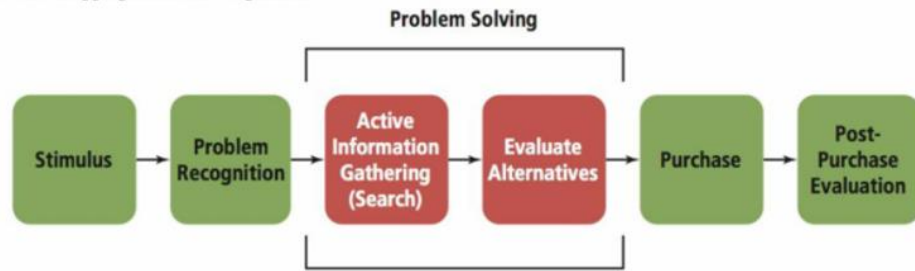 Problem Solving
Stimulus
Problem
Recognition
Active
Information
Gathering
(Search)
Evaluate
Alternatives
Purchase
Post-
Purchase
Evaluation